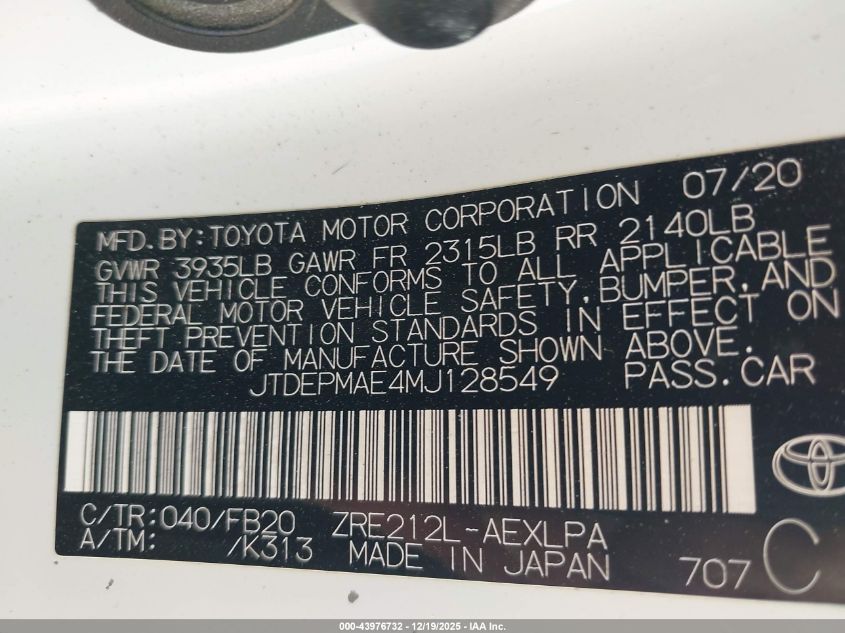 MFD.BY:TOYOTA MOTOR CORPORATION 07/20
GVWR 3935LB GAWR FR 2315LB RR 2140LB
THIS VEHICLE CONFORMS TO ALL APPLICABLE
FEDERAL MOTOR VEHICLE SAFETY,BUMPER,AND
THEFT PREVENTION STANDARDS IN EFFECT ON
THE DATE OF MANUFACTURE SHOWN ABOVE.
JTDEPMAE4MJ128549 PASS.CAR
C/TR:040/FB20 ZRE212L-AEXLPA
A/TM: /K313 MADE IN JAPAN 707 C
000-43976732 - 12/19/2025 - IAA Inc.